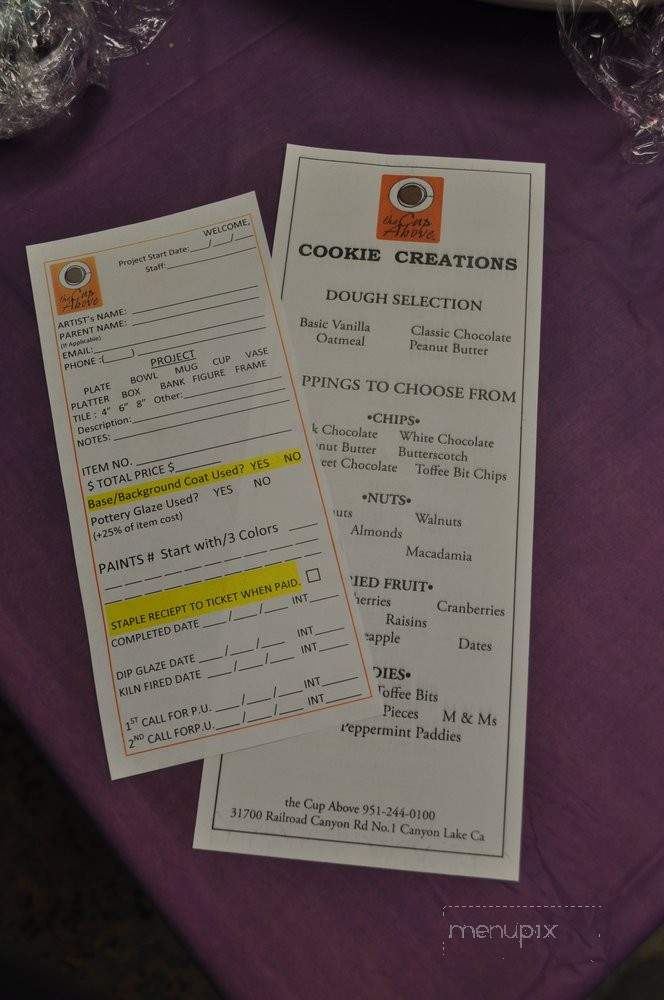 WELCOME,
the Cup Above
Project Start Date:___/___/___
Staff:
ARTIST's NAME:
PARENT NAME:
(If Applicable)
EMAIL:
PHONE :(     )
PROJECT
PLATE BOWL MUG CUP VASE
PLATTER BOX BANK FIGURE FRAME
TILE : 4" 6" 8" Other:
Description:
NOTES:
ITEM NO.
$ TOTAL PRICE $
Base/Background Coat Used? YES NO
Pottery Glaze Used? YES NO
(+25% of item cost)
PAINTS # Start with/3 Colors
STAPLE RECIEPT TO TICKET WHEN PAID.
COMPLETED DATE ___/___/___ INT___
DIP GLAZE DATE ___/___/___ INT___
KILN FIRED DATE ___/___/___ INT___
1ST CALL FOR P.U.___/___/___ INT___
2ND CALL FORP.U.___/___/___ INT___
the Cup Above
COOKIE CREATIONS
DOUGH SELECTION
Basic Vanilla Classic Chocolate
Oatmeal Peanut Butter
PPINGS TO CHOOSE FROM
•CHIPS•
k Chocolate White Chocolate
nut Butter Butterscotch
eet Chocolate Toffee Bit Chips
•NUTS•
uts Walnuts
Almonds
Macadamia
IED FRUIT•
herries Cranberries
Raisins
eapple Dates
DIES•
Toffee Bits
Pieces M & Ms
Peppermint Paddies
the Cup Above 951-244-0100
31700 Railroad Canyon Rd No.1 Canyon Lake Ca
menupix